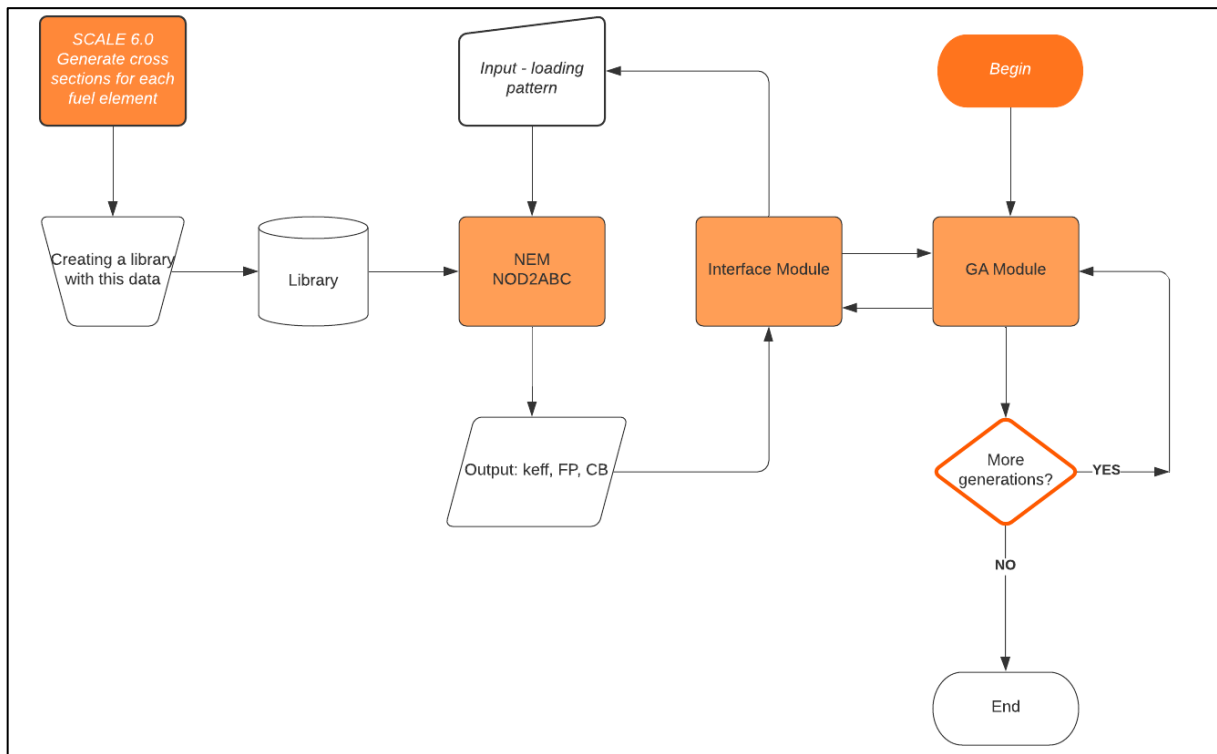 SCALE 6.0
Generate cross
sections for each
fuel element
Input - loading
pattern
Begin
Creating a library
with this data
Library
NEM
NOD2ABC
Interface Module
GA Module
Output: keff, FP, CB
More
generations?
YES
NO
End